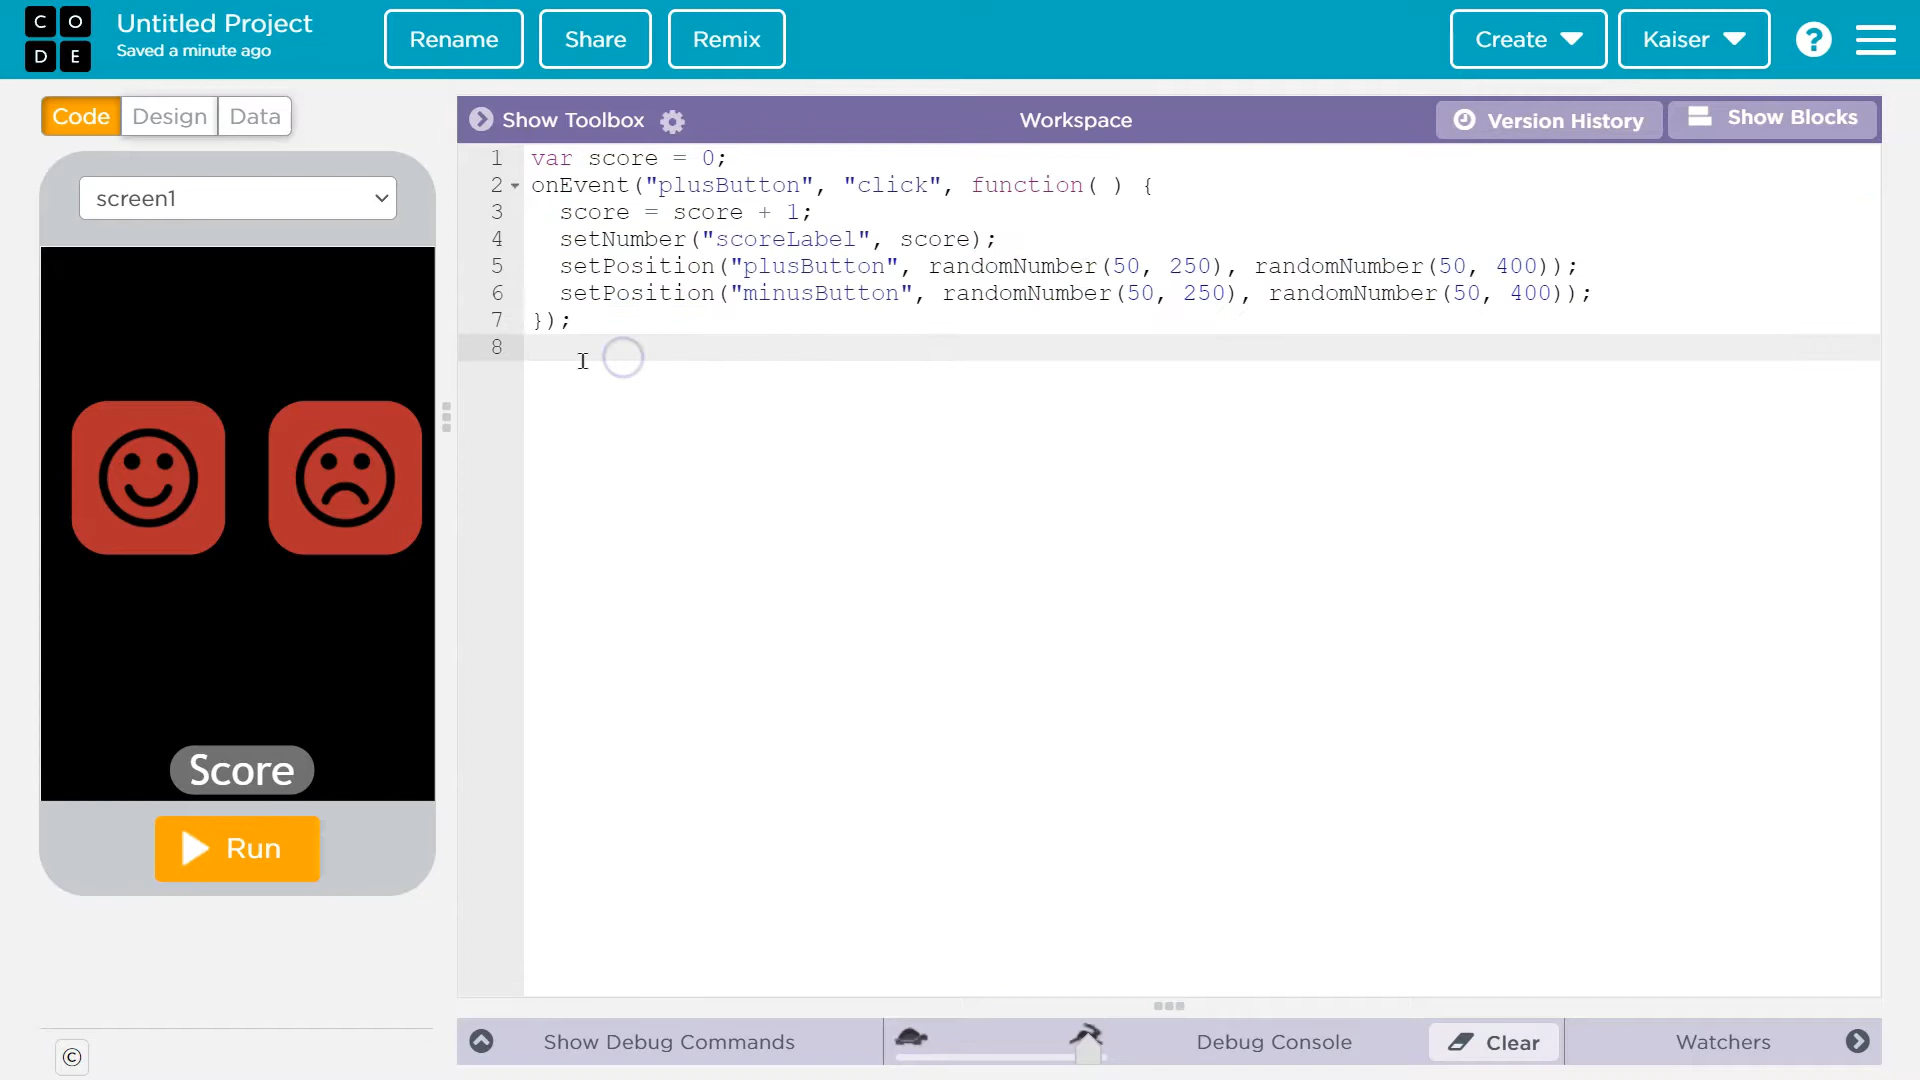 C O
D E
Untitled Project
Saved a minute ago
Rename
Share
Remix
Create
Kaiser
?
Code
Design
Data
Show Toolbox
Workspace
Version History
Show Blocks
screen1
1 var score = 0;
2 onEvent("plusButton", "click", function( ) {
3 score = score + 1;
4 setNumber("scoreLabel", score);
5 setPosition("plusButton", randomNumber(50, 250), randomNumber(50, 400));
6 setPosition("minusButton", randomNumber(50, 250), randomNumber(50, 400));
7 });
8
Score
Run
©
Show Debug Commands
Debug Console
Clear
Watchers